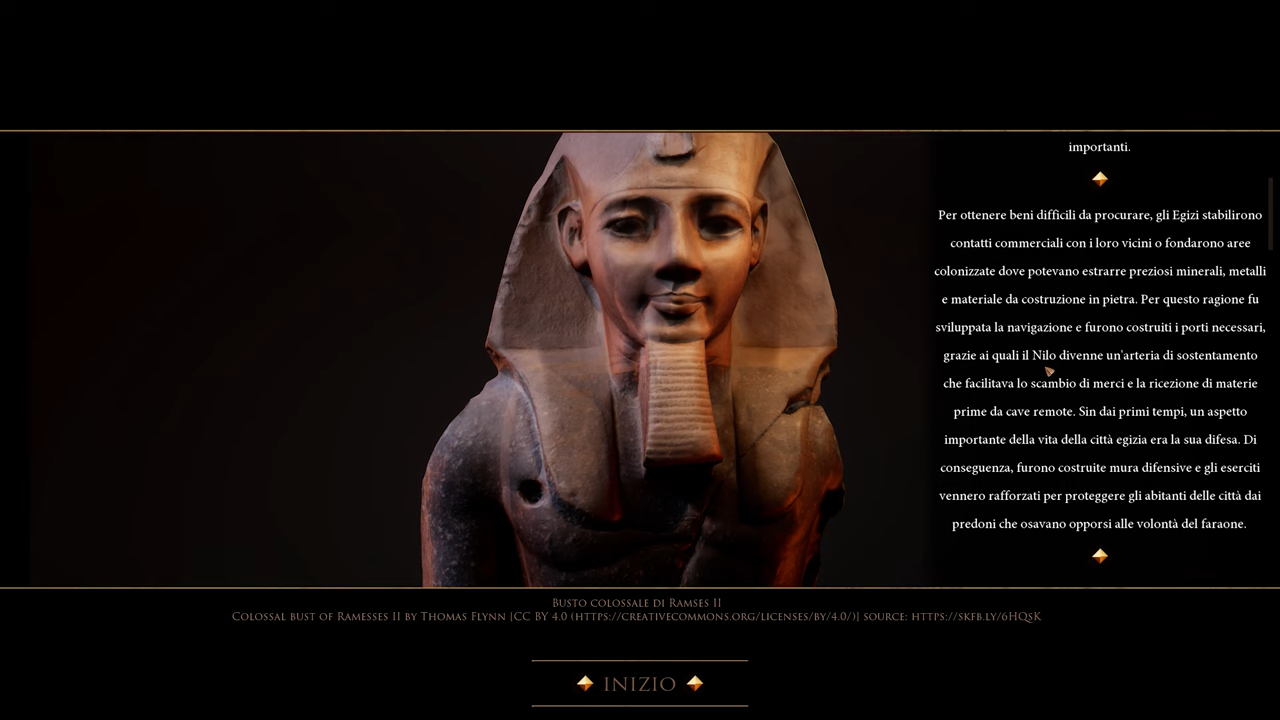 importanti.
Per ottenere beni difficili da procurare, gli Egizi stabilirono
contatti commerciali con i loro vicini o fondarono aree
colonizzate dove potevano estrarre preziosi minerali, metalli
e materiale da costruzione in pietra. Per questo ragione fu
sviluppata la navigazione e furono costruiti i porti necessari,
grazie ai quali il Nilo divenne un'arteria di sostentamento
che facilitava lo scambio di merci e la ricezione di materie
prime da cave remote. Sin dai primi tempi, un aspetto
importante della vita della città egizia era la sua difesa. Di
conseguenza, furono costruite mura difensive e gli eserciti
vennero rafforzati per proteggere gli abitanti delle città dai
predoni che osavano opporsi alle volontà del faraone.
Busto colossale di Ramses II
Colossal bust of Ramesses II by Thomas Flynn |CC BY 4.0 (https://creativecommons.org/licenses/by/4.0/)| source: https://skfb.ly/6HQsK
INIZIO